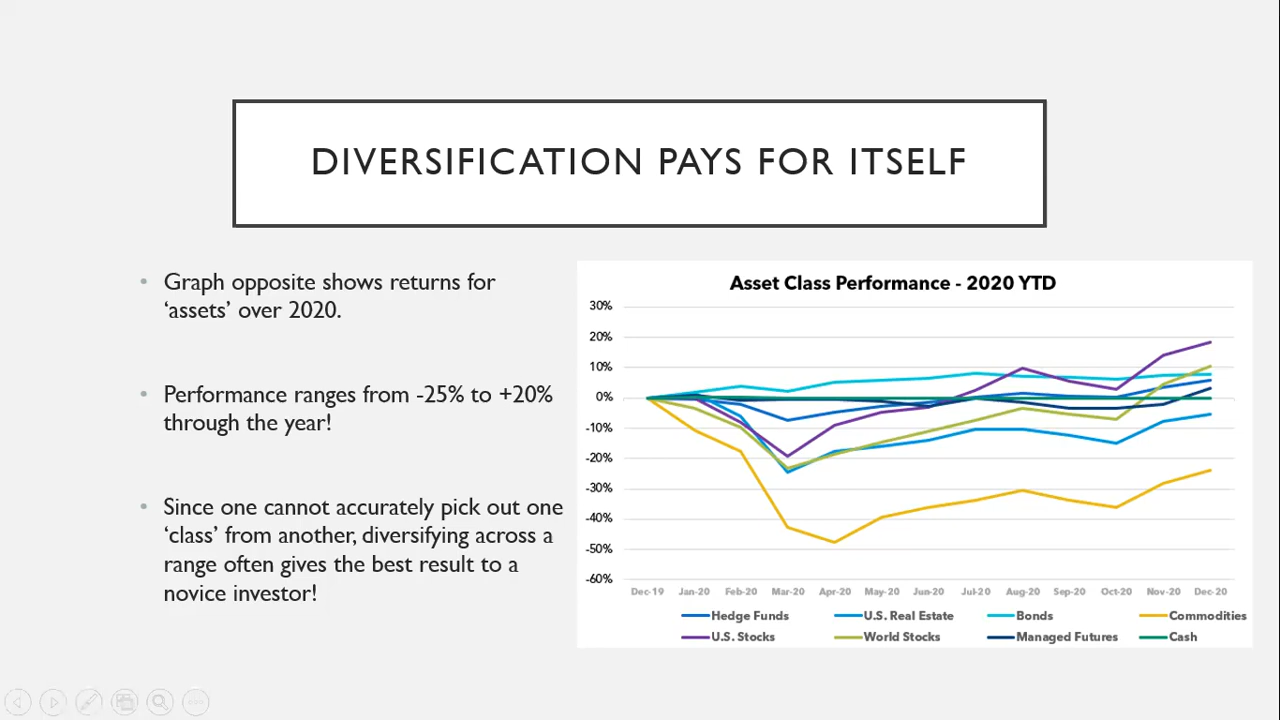 DIVERSIFICATION PAYS FOR ITSELF
• Graph opposite shows returns for
‘assets’ over 2020.
• Performance ranges from -25% to +20%
through the year!
• Since one cannot accurately pick out one
‘class’ from another, diversifying across a
range often gives the best result to a
novice investor!
Asset Class Performance - 2020 YTD
30%
20%
10%
0%
-10%
-20%
-30%
-40%
-50%
-60%
Dec-19 Jan-20 Feb-20 Mar-20 Apr-20 May-20 Jun-20 Jul-20 Aug-20 Sep-20 Oct-20 Nov-20 Dec-20
Hedge Funds U.S. Real Estate Bonds Commodities
U.S. Stocks World Stocks Managed Futures Cash